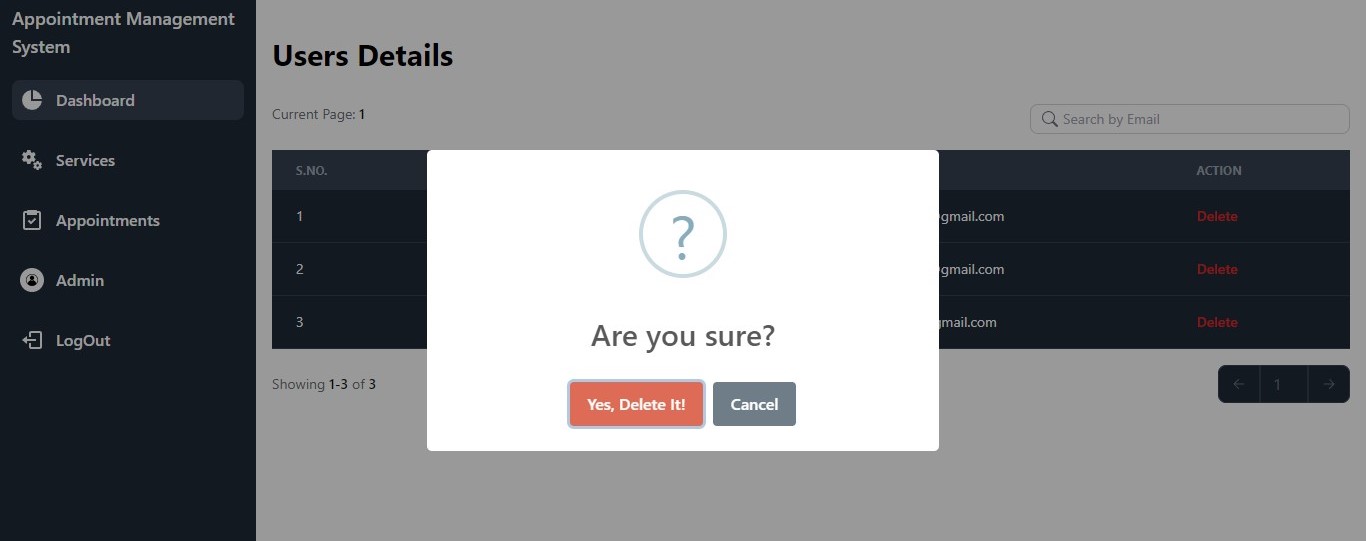 Appointment Management
System
Dashboard
Services
Appointments
Admin
LogOut
Users Details
Current Page: 1
Search by Email
S.NO.
ACTION
1
gmail.com
Delete
2
gmail.com
Delete
3
gmail.com
Delete
?
Are you sure?
Yes, Delete It!
Cancel
Showing 1-3 of 3
← 1 →